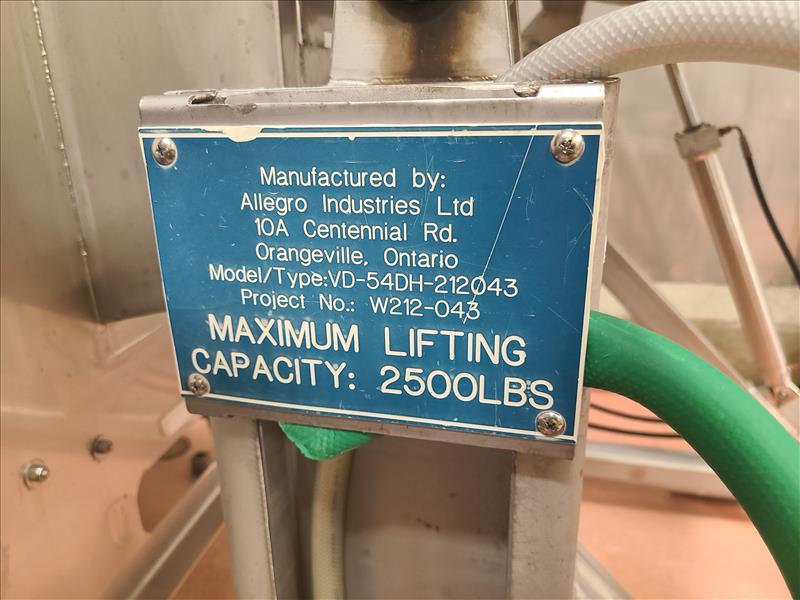 Manufactured by:
Allegro Industries Ltd
10A Centennial Rd.
Orangeville, Ontario
Model/Type:VD-54DH-212043
Project No.: W212-043
MAXIMUM LIFTING
CAPACITY: 2500LBS